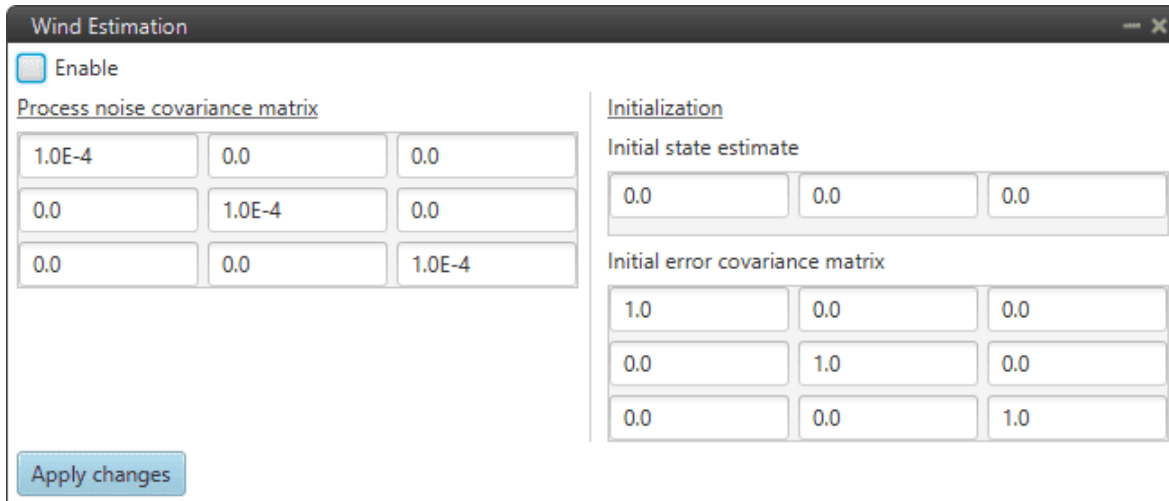 Wind Estimation
Enable
Process noise covariance matrix
1.0E-4 0.0 0.0
0.0 1.0E-4 0.0
0.0 0.0 1.0E-4
Initialization
Initial state estimate
0.0 0.0 0.0
Initial error covariance matrix
1.0 0.0 0.0
0.0 1.0 0.0
0.0 0.0 1.0
Apply changes